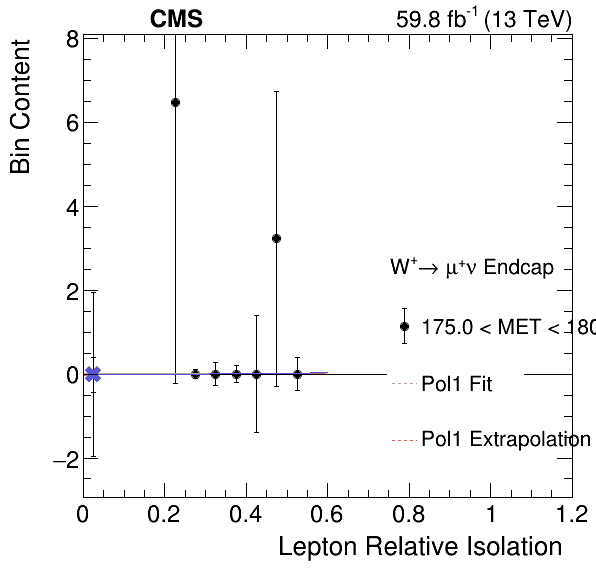 CMS 59.8 fb⁻¹ (13 TeV)
Bin Content
8
6
4
2
0
−2
W⁺→ μ⁺ν Endcap
175.0 < MET < 180
Pol1 Fit
Pol1 Extrapolation
0 0.2 0.4 0.6 0.8 1 1.2
Lepton Relative Isolation